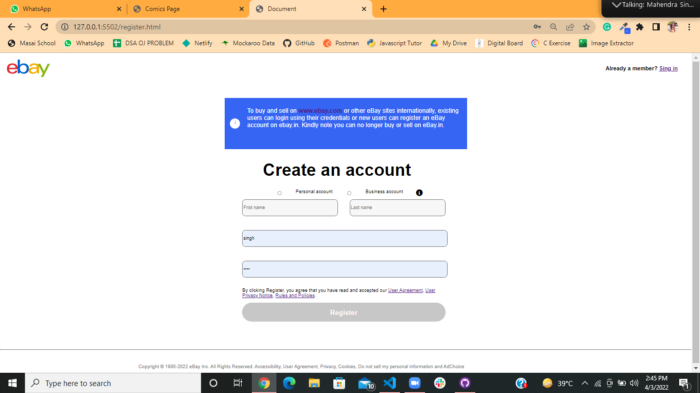 Talking: Mahendra Sin...
WhatsApp
Comics Page
Document
127.0.0.1:5502/register.html
Masai School
WhatsApp
DSA OJ PROBLEM
Netlify
Mockaroo Data
GitHub
Postman
Javascript Tutor
My Drive
Digital Board
C Exercise
Image Extractor
ebay
Already a member? Sign in
To buy and sell on www.ebay.com or other eBay sites internationally, existing
users can login using their credentials or new users can register an eBay
account on ebay.in. Kindly note you can no longer buy or sell on eBay.in.
Create an account
Personal account
Business account
First name
Last name
singh
····
By clicking Register, you agree that you have read and accepted our User Agreement, User
Privacy Notice, Rules and Policies
Register
Copyright © 1995-2022 eBay Inc. All Rights Reserved. Accessibility, User Agreement, Privacy, Cookies, Do not sell my personal information and AdChoice
Type here to search
10
39°C
2:45 PM
4/3/2022
1